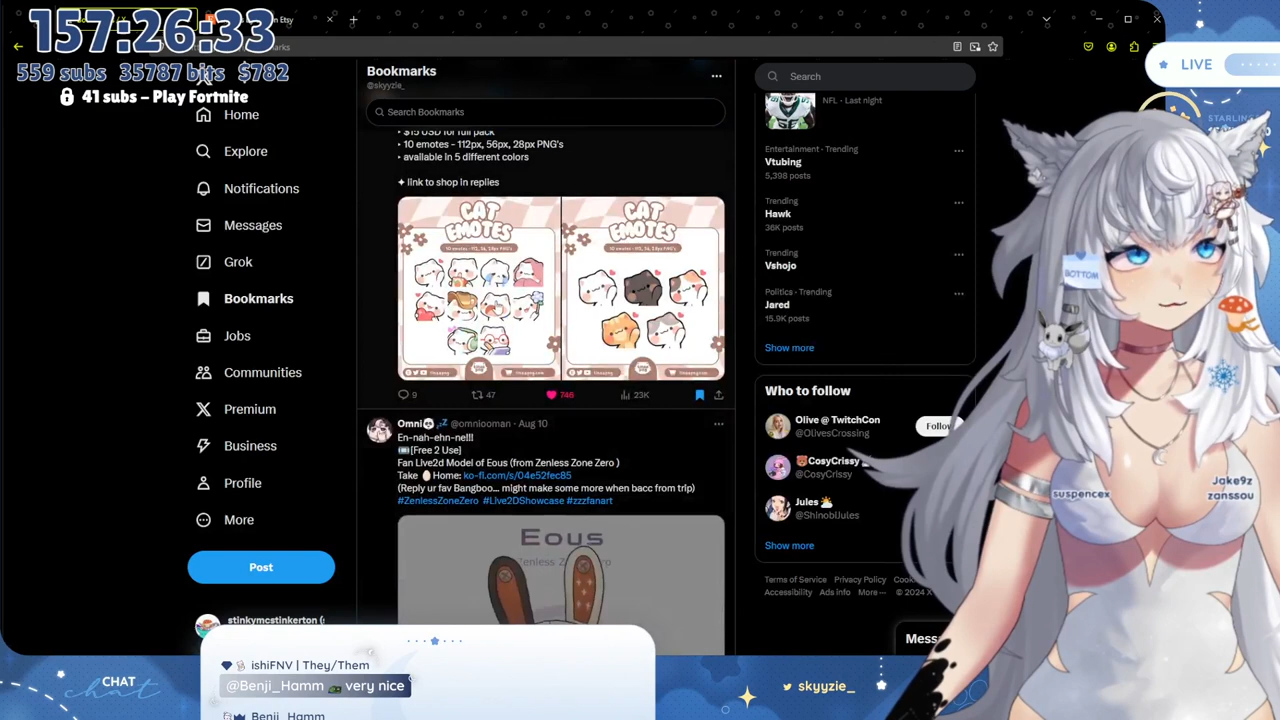 157:26:33
559 subs 35787 bits $782
41 subs – Play Fortnite
Home
Explore
Notifications
Messages
Grok
Bookmarks
Jobs
Communities
Premium
Business
Profile
More
Post
stinkymcstinkerton (:
Bookmarks
@skyyzie_
Search Bookmarks
• $15 USD for full pack
• 10 emotes - 112px, 56px, 28px PNG's
• available in 5 different colors
✦ link to shop in replies
CAT EMOTES
CAT EMOTES
9
47
746
23K
Omni @omniooman · Aug 10
En-nah-ehn-ne!!!
[Free 2 Use]
Fan Live2d Model of Eous (from Zenless Zone Zero )
Take Home: ko-fi.com/s/04e52fec85
(Reply ur fav Bangboo... might make some more when bacc from trip)
#ZenlessZoneZero #Live2DShowcase #zzzfanart
Eous
Search
NFL · Last night
Entertainment · Trending
Vtubing
5,398 posts
Trending
Hawk
36K posts
Trending
Vshojo
Politics · Trending
Jared
15.9K posts
Show more
Who to follow
Olive @ TwitchCon
@OlivesCrossing
CosyCrissy
@CosyCrissy
Jules
@ShinobiJules
Show more
Terms of Service Privacy Policy
Accessibility Ads info More ··· © 2024 X
LIVE
BOTTOM
suspencex
Jake9z
zanssou
CHAT
chat
ishiFNV | They/Them
@Benji_Hamm very nice
Benji_Hamm
skyyzie_